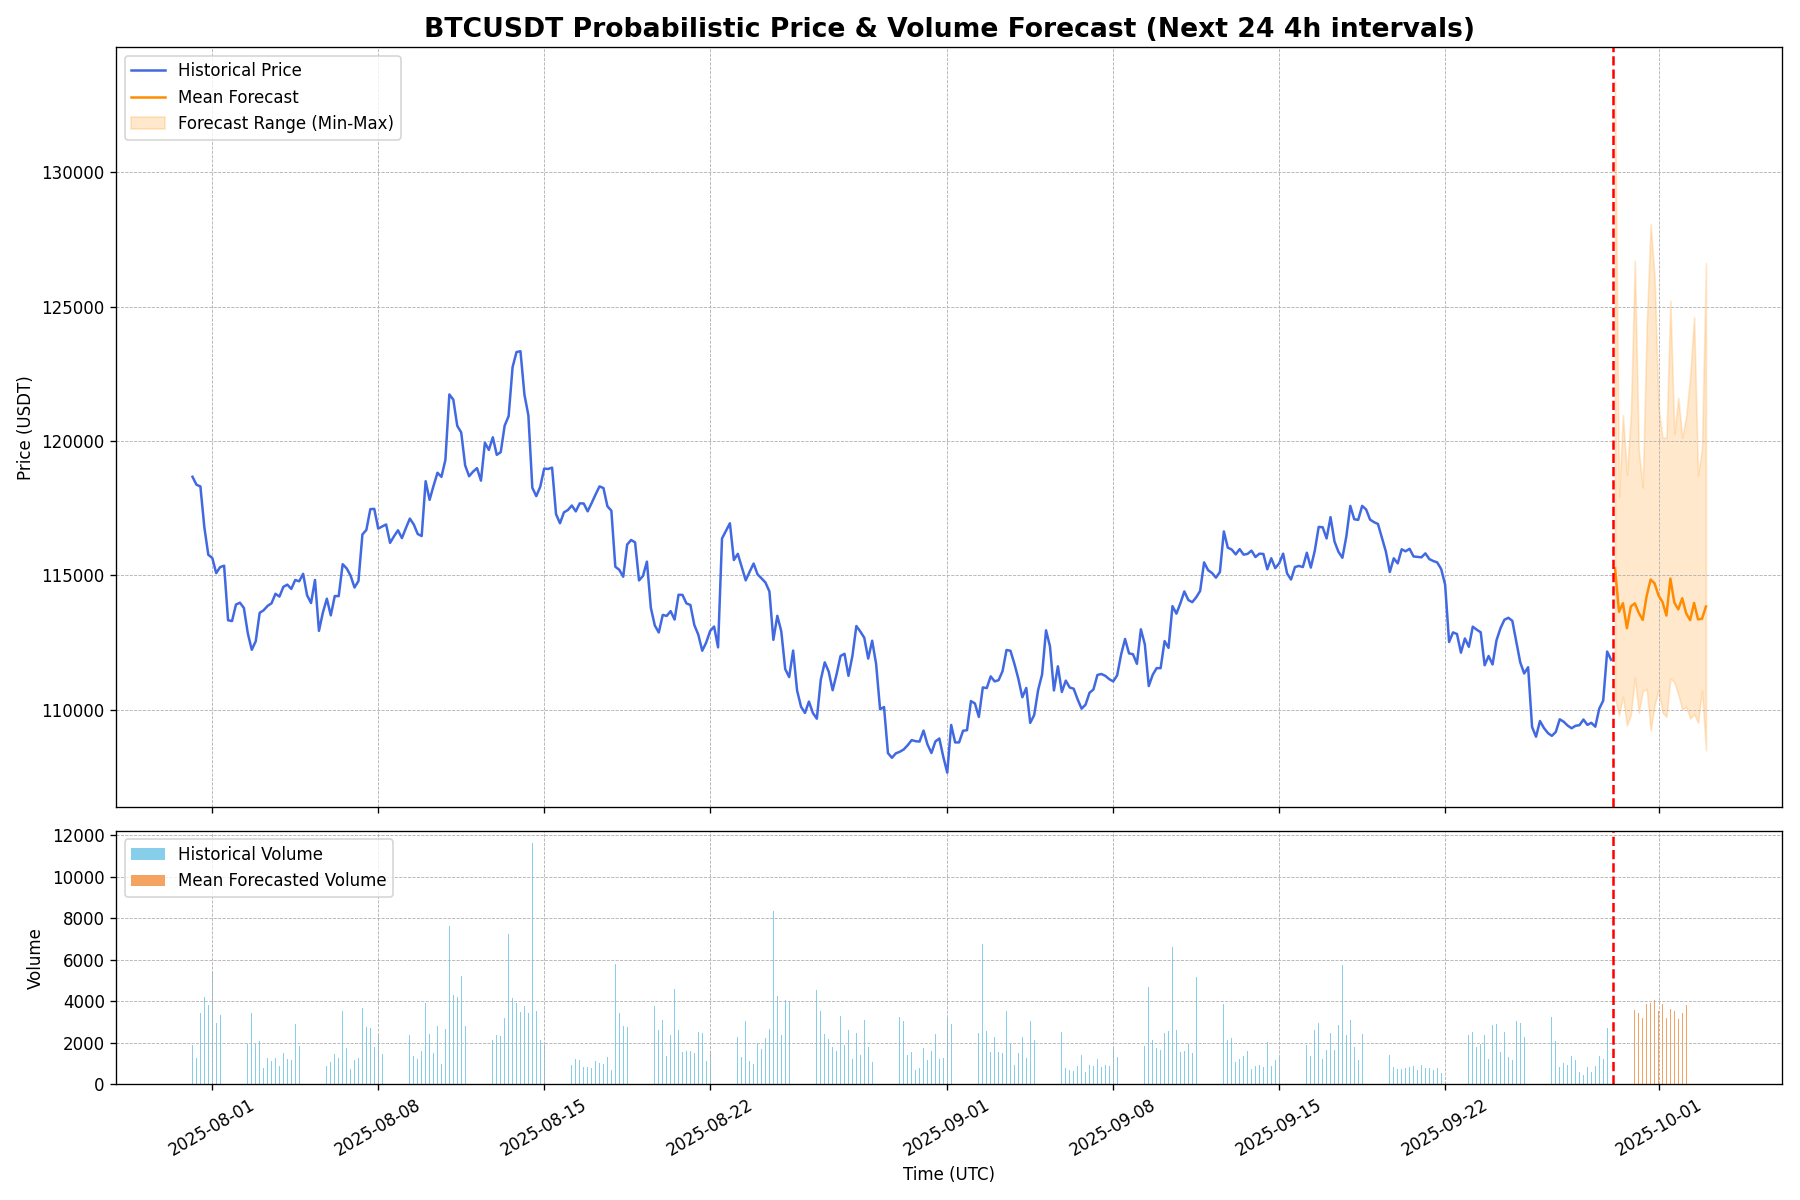 BTCUSDT Probabilistic Price & Volume Forecast (Next 24 4h intervals)
Historical Price
Mean Forecast
Forecast Range (Min-Max)
Price (USDT)
130000
125000
120000
115000
110000
Historical Volume
Mean Forecasted Volume
Volume
12000
10000
8000
6000
4000
2000
0
2025-08-01
2025-08-08
2025-08-15
2025-08-22
2025-09-01
2025-09-08
2025-09-15
2025-09-22
2025-10-01
Time (UTC)